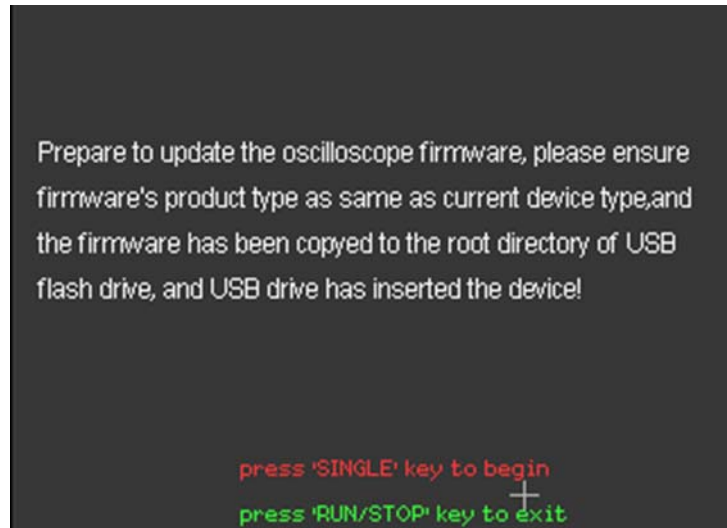 Prepare to update the oscilloscope firmware, please ensure
firmware's product type as same as current device type,and
the firmware has been copyed to the root directory of USB
flash drive, and USB drive has inserted the device!
press 'SINGLE' key to begin
press 'RUN/STOP' key to exit